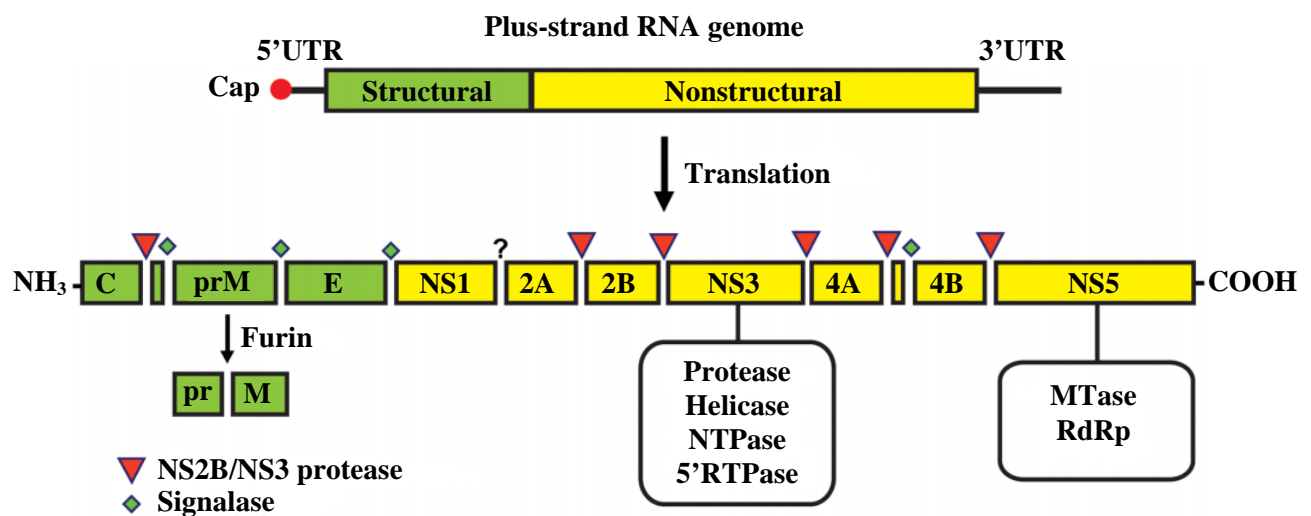 Plus-strand RNA genome
5’UTR
3’UTR
Cap
Structural
Nonstructural
Translation
?
NH3
C
prM
E
NS1
2A
2B
NS3
4A
4B
NS5
COOH
Furin
pr
M
Protease
Helicase
NTPase
5’RTPase
MTase
RdRp
NS2B/NS3 protease
Signalase